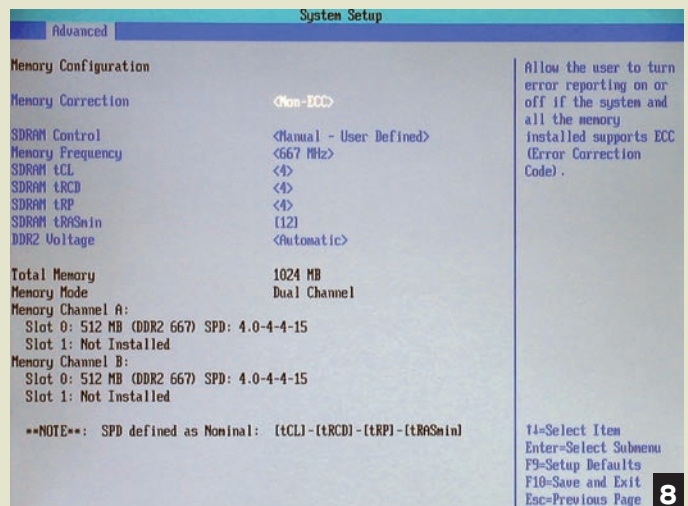 System Setup
Advanced
Memory Configuration
Memory Correction <Non-ECC>
SDRAM Control <Manual - User Defined>
Memory Frequency <667 MHz>
SDRAM tCL <4>
SDRAM tRCD <4>
SDRAM tRP <4>
SDRAM tRASmin [12]
DDR2 Voltage <Automatic>
Total Memory 1024 MB
Memory Mode Dual Channel
Memory Channel A:
Slot 0: 512 MB (DDR2 667) SPD: 4.0-4-4-15
Slot 1: Not Installed
Memory Channel B:
Slot 0: 512 MB (DDR2 667) SPD: 4.0-4-4-15
Slot 1: Not Installed
**NOTE**: SPD defined as Nominal: [tCL]-[tRCD]-[tRP]-[tRASmin]
Allow the user to turn
error reporting on or
off if the system and
all the memory
installed supports ECC
(Error Correction
Code).
↑↓=Select Item
Enter=Select Submenu
F9=Setup Defaults
F10=Save and Exit
Esc=Previous Page
8